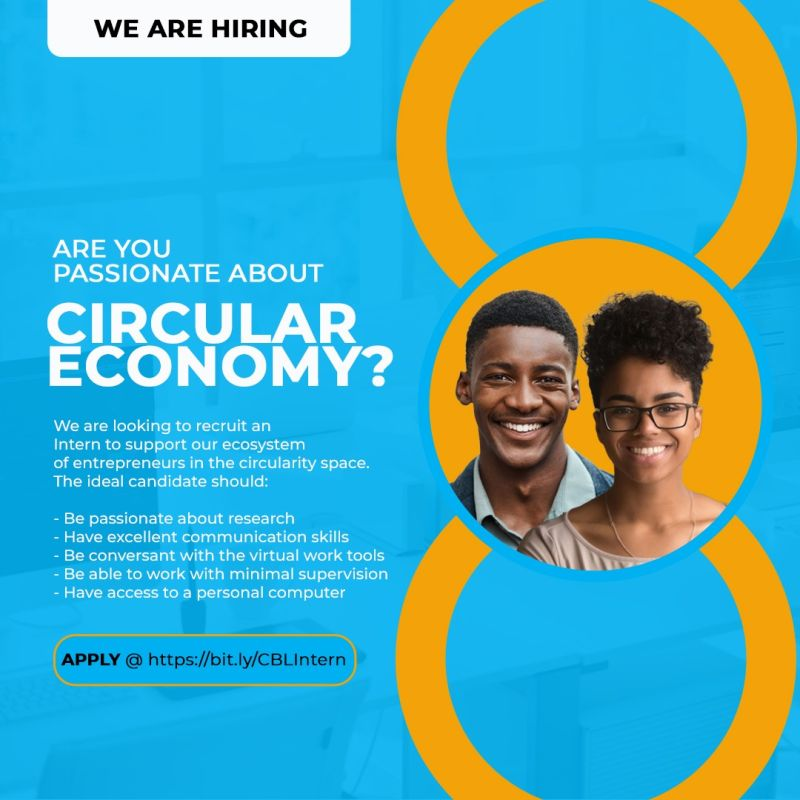 WE ARE HIRING
ARE YOU
PASSIONATE ABOUT
CIRCULAR
ECONOMY?
We are looking to recruit an
Intern to support our ecosystem
of entrepreneurs in the circularity space.
The ideal candidate should:
- Be passionate about research
- Have excellent communication skills
- Be conversant with the virtual work tools
- Be able to work with minimal supervision
- Have access to a personal computer
APPLY @ https://bit.ly/CBLIntern